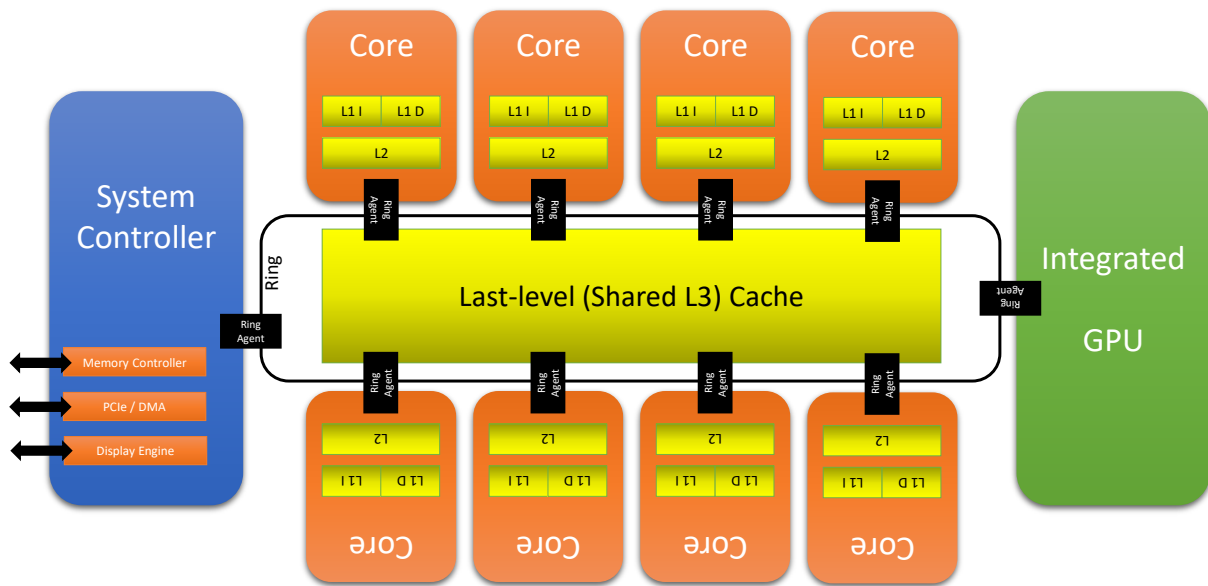 Core
Core
Core
Core
L1 I
L1 D
L1 I
L1 D
L1 I
L1 D
L1 I
L1 D
L2
L2
L2
L2
Ring
Agent
Ring
Agent
Ring
Agent
Ring
Agent
System
Controller
Ring
Last-level (Shared L3) Cache
Ring
Agent
Integrated
GPU
Ring
Agent
Memory Controller
PCIe / DMA
Display Engine
Ring
Agent
Ring
Agent
Ring
Agent
Ring
Agent
L2
L2
L2
L2
L1 I
L1 D
L1 I
L1 D
L1 I
L1 D
L1 I
L1 D
Core
Core
Core
Core